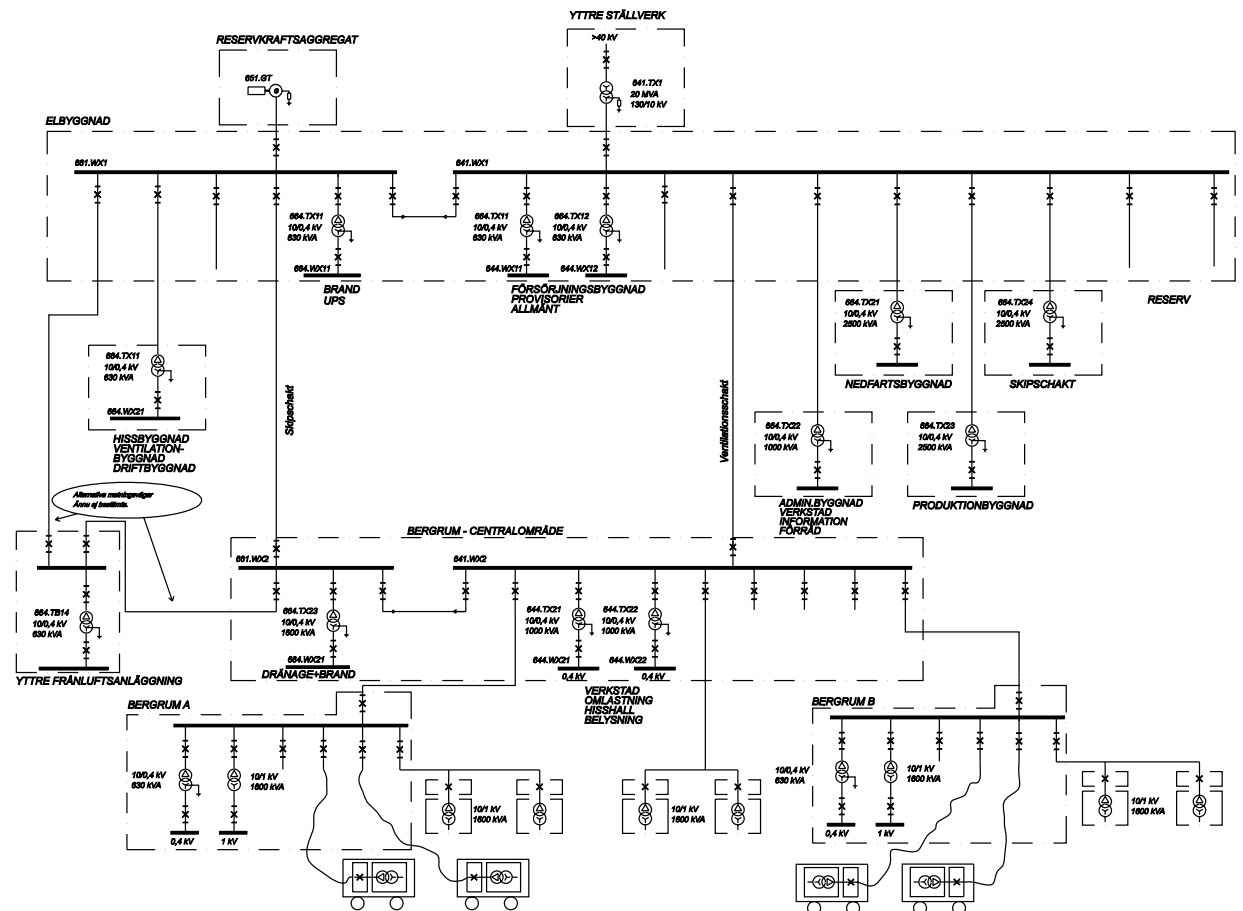 YTTRE STÄLLVERK
>40 kV
641.TX1
20 MVA
130/10 kV
RESERVKRAFTSAGGREGAT
651.GT
ELBYGGNAD
661.WX1
641.WX1
664.TX11
10/0,4 kV
630 kVA
664.WX11
BRAND
UPS
664.TX11
10/0,4 kV
630 kVA
644.WX11
664.TX12
10/0,4 kV
630 kVA
644.WX12
FÖRSÖRJNINGSBYGGNAD
PROVISORIER
ALLMÄNT
RESERV
664.TX11
10/0,4 kV
630 kVA
664.WX21
HISSBYGGNAD
VENTILATION-
BYGGNAD
DRIFTBYGGNAD
Skipschakt
Ventilationsschakt
664.TX21
10/0,4 kV
2500 kVA
NEDFARTSBYGGNAD
664.TX24
10/0,4 kV
2500 kVA
SKIPSCHAKT
664.TX22
10/0,4 kV
1000 kVA
ADMIN.BYGGNAD
VERKSTAD
INFORMATION
FÖRRÅD
664.TX23
10/0,4 kV
2500 kVA
PRODUKTIONBYGGNAD
Alternativa matningsvägar
Ännu ej bestämts.
664.TB14
10/0,4 kV
630 kVA
YTTRE FRÅNLUFTSANLÄGGNING
BERGRUM - CENTRALOMRÅDE
661.WX2
641.WX2
664.TX23
10/0,4 kV
1600 kVA
664.WX21
DRÄNAGE+BRAND
644.TX21
10/0,4 kV
1000 kVA
644.WX21
0,4 kV
644.TX22
10/0,4 kV
1000 kVA
644.WX22
0,4 kV
VERKSTAD
OMLASTNING
HISSHALL
BELYSNING
BERGRUM A
10/0,4 kV
630 kVA
0,4 kV
10/1 kV
1600 kVA
1 kV
10/1 kV
1600 kVA
10/1 kV
1600 kVA
BERGRUM B
10/0,4 kV
630 kVA
0,4 kV
10/1 kV
1600 kVA
1 kV
10/1 kV
1600 kVA